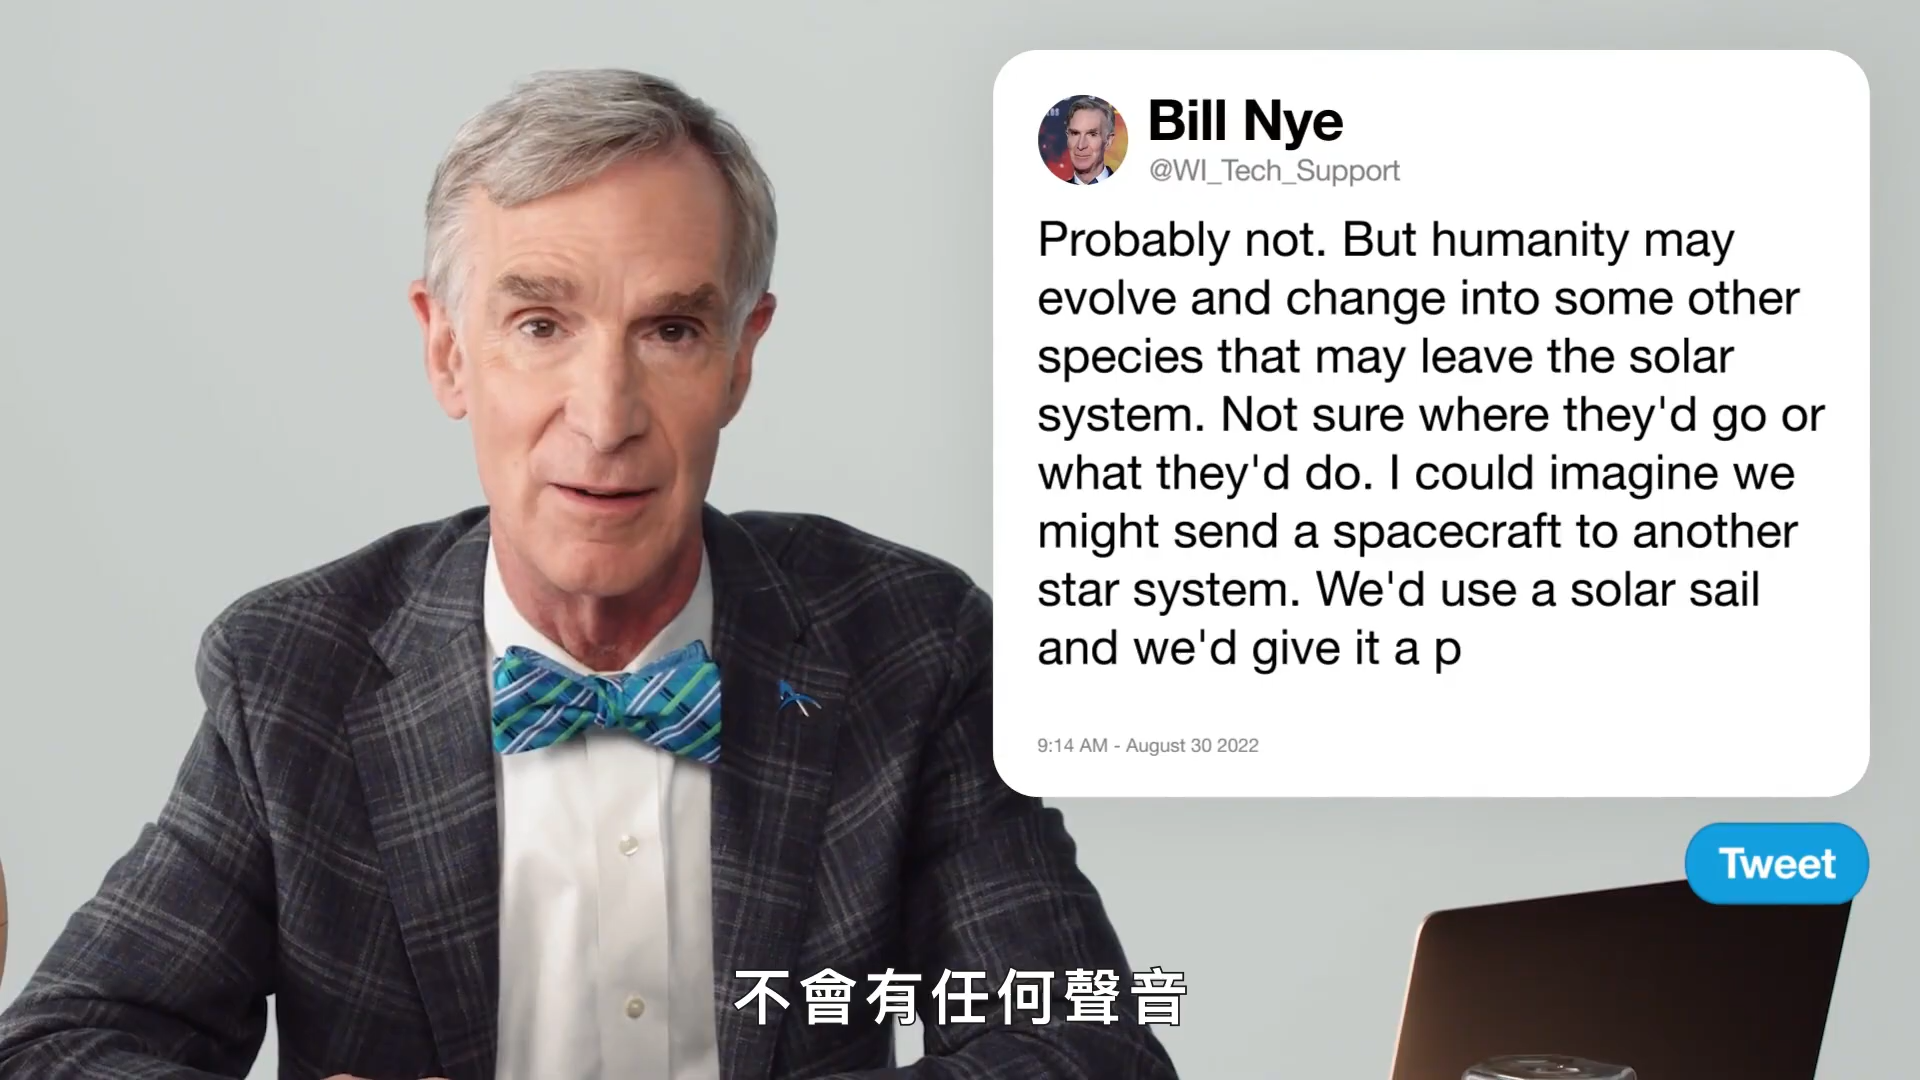 Bill Nye
@WI_Tech_Support
Probably not. But humanity may
evolve and change into some other
species that may leave the solar
system. Not sure where they'd go or
what they'd do. I could imagine we
might send a spacecraft to another
star system. We'd use a solar sail
and we'd give it a p
9:14 AM - August 30 2022
Tweet
不會有任何聲音